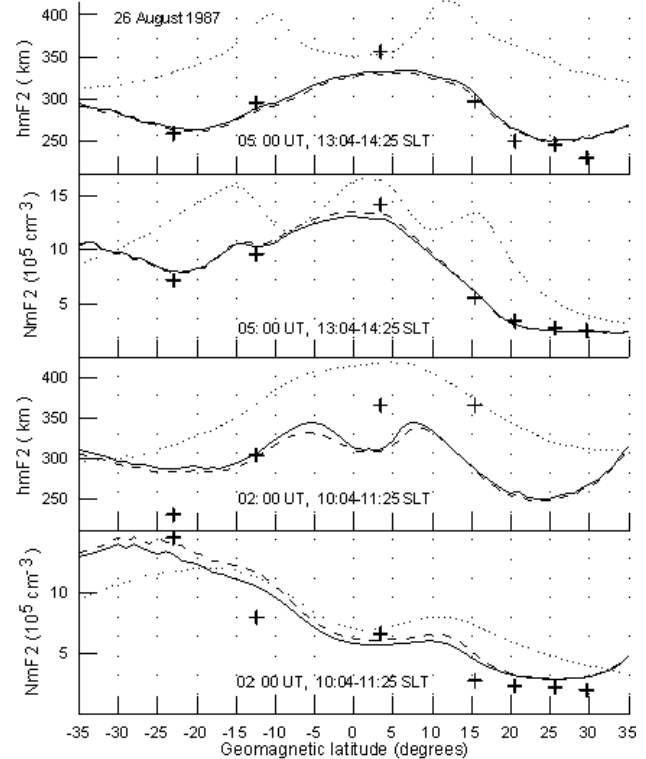 26 August 1987
400
350
300
250
hmF2 ( km)
05: 00 UT, 13:04-14:25 SLT
15
10
5
NmF2 (10⁵ cm⁻³)
05: 00 UT, 13:04-14:25 SLT
400
350
300
250
hmF2 ( km)
02: 00 UT, 10:04-11:25 SLT
10
5
NmF2 (10⁵ cm⁻³)
02: 00 UT, 10:04-11:25 SLT
-35 -30 -25 -20 -15 -10 -5 0 5 10 15 20 25 30 35
Geomagnetic latitude (degrees)